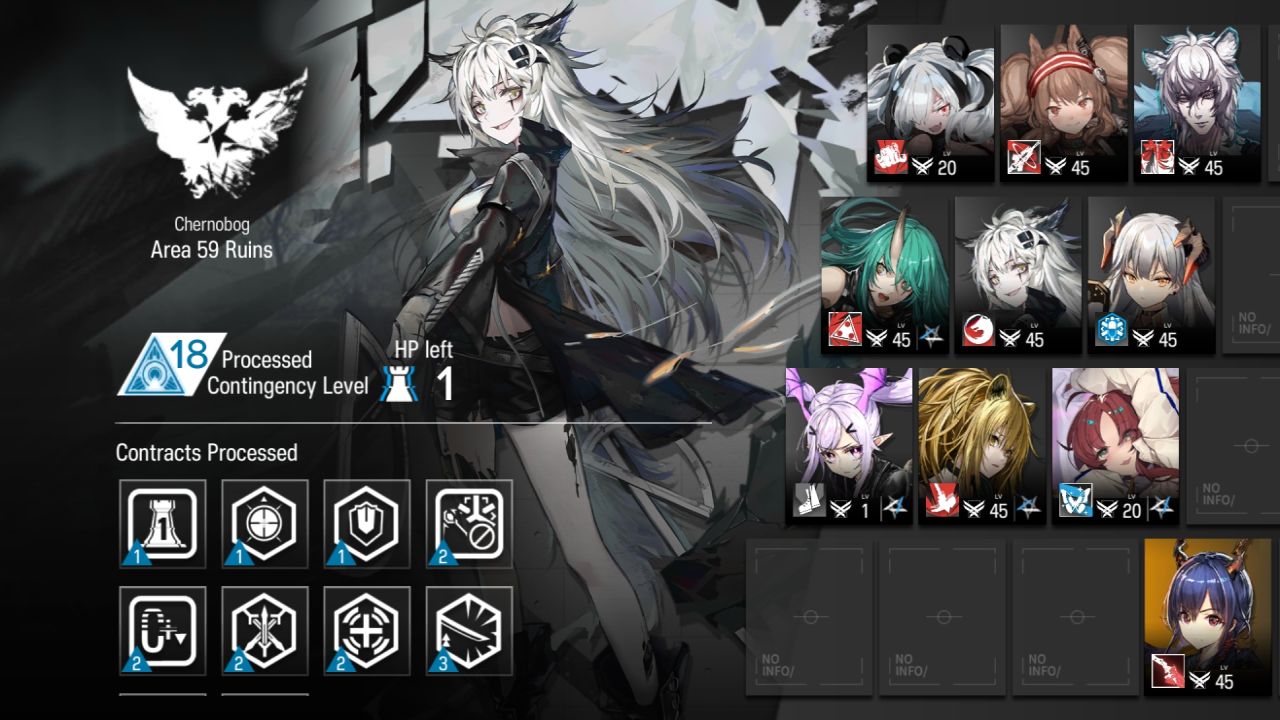 Chernobog
Area 59 Ruins
18
Processed
Contingency Level
HP left
1
Contracts Processed
1
1
1
1
2
2
2
2
3
LV
20
LV
45
LV
45
LV
45
LV
45
LV
45
NO
INFO/
LV
1
LV
45
LV
20
NO
INFO/
NO
INFO/
NO
INFO/
NO
INFO/
LV
45